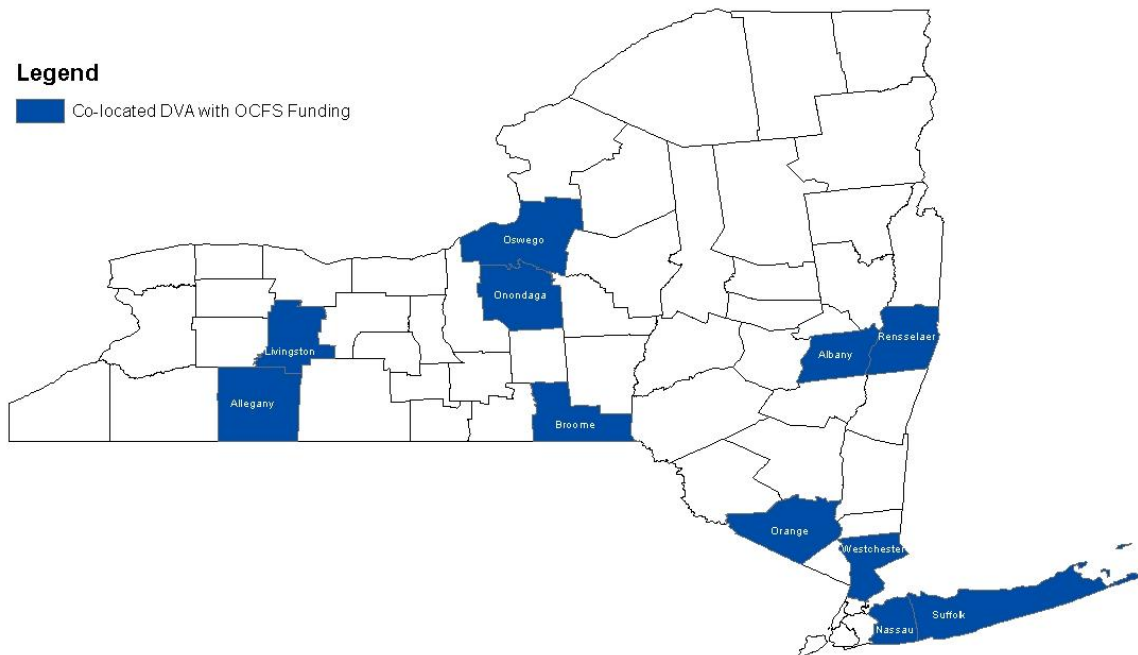 Legend
Co-located DVA with OCFS Funding
Oswego
Onondaga
Livingston
Rensselaer
Albany
Allegany
Broome
Orange
Westchester
Suffolk
Nassau